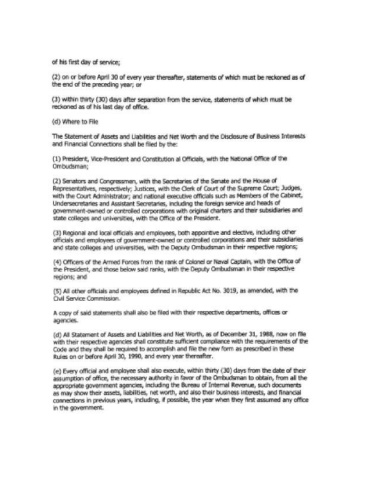 of his first day of service;
(2) on or before April 30 of every year thereafter, statements of which must be reckoned as of
the end of the preceding year; or
(3) within thirty (30) days after separation from the service, statements of which must be
reckoned as of his last day of office.
(d) Where to File
The Statement of Assets and Liabilities and Net Worth and the Disclosure of Business Interests
and Financial Connections shall be filed by the:
(1) President, Vice-President and Constitution al Officials, with the National Office of the
Ombudsman;
(2) Senators and Congressman, with the Secretaries of the Senate and the House of
Representatives, respectively; Justices, with the Clerk of Court of the Supreme Court; Judges,
with the Court Administrator; and national executive officials such as Members of the Cabinet,
Undersecretaries and Assistant Secretaries, including the foreign service and heads of
government-owned or controlled corporations with original charters and their subsidiaries and
state colleges and universities, with the Office of the President.
(3) Regional and local officials and employees, both appointive and elective, including other
officials and employees of government-owned or controlled corporations and their subsidiaries
and state colleges and universities, with the Deputy Ombudsman in their respective regions;
(4) Officers of the Armed Forces from the rank of Colonel or Naval Captain, with the Office of
the President, and those below said ranks, with the Deputy Ombudsman in their respective
regions; and
(5) All other officials and employees defined in Republic Act No. 3019, as amended, with the
Civil Service Commission.
A copy of said statements shall also be filed with their respective departments, offices or
agencies.
(d) All Statement of Assets and Liabilities and Net Worth, as of December 31, 1988, now on file
with their respective agencies shall constitute sufficient compliance with the requirements of the
Code and they shall be required to accomplish and file the new form as prescribed in these
Rules on or before April 30, 1990, and every year thereafter.
(e) Every official and employee shall also execute, within thirty (30) days from the date of their
assumption of office, the necessary authority in favor of the Ombudsman to obtain, from all the
appropriate government agencies, including the Bureau of Internal Revenue, such documents
as may show their assets, liabilities, net worth, and also their business interests, and financial
connections in previous years, including, if possible, the year when they first assumed any office
in the government.